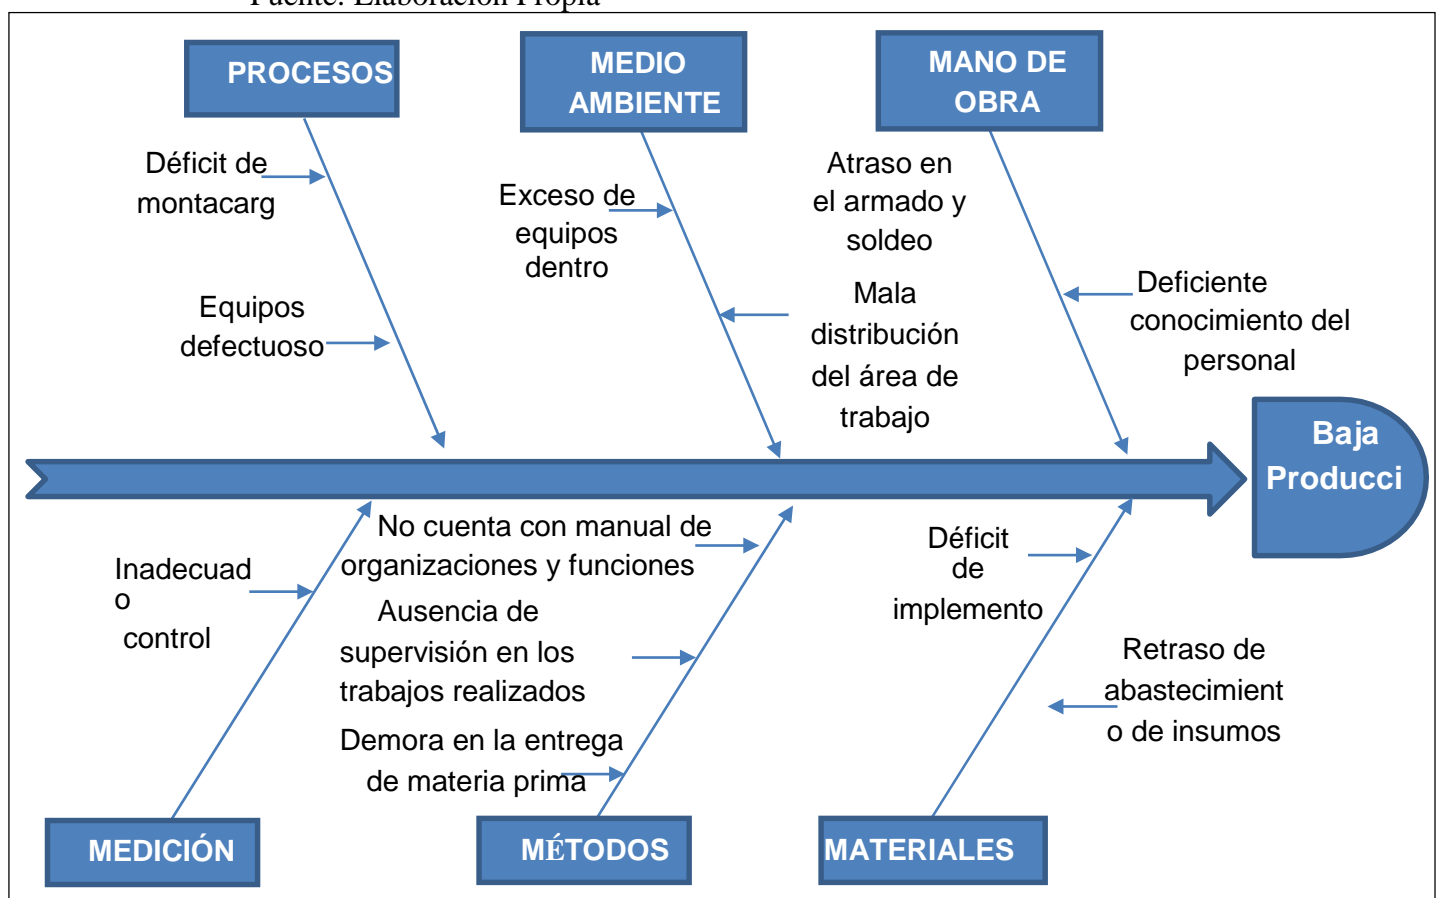 Fuente: Elaboración Propia
PROCESOS
MEDIO
AMBIENTE
MANO DE
OBRA
Déficit de
montacarg
Exceso de
equipos
dentro
Atraso en
el armado y
soldeo
Equipos
defectuoso
Mala
distribución
del área de
trabajo
Deficiente
conocimiento del
personal
Baja
Producci
Inadecuad
o
control
No cuenta con manual de
organizaciones y funciones
Ausencia de
supervisión en los
trabajos realizados
Demora en la entrega
de materia prima
Déficit
de
implemento
Retraso de
abastecimient
o de insumos
MEDICIÓN
MÉTODOS
MATERIALES